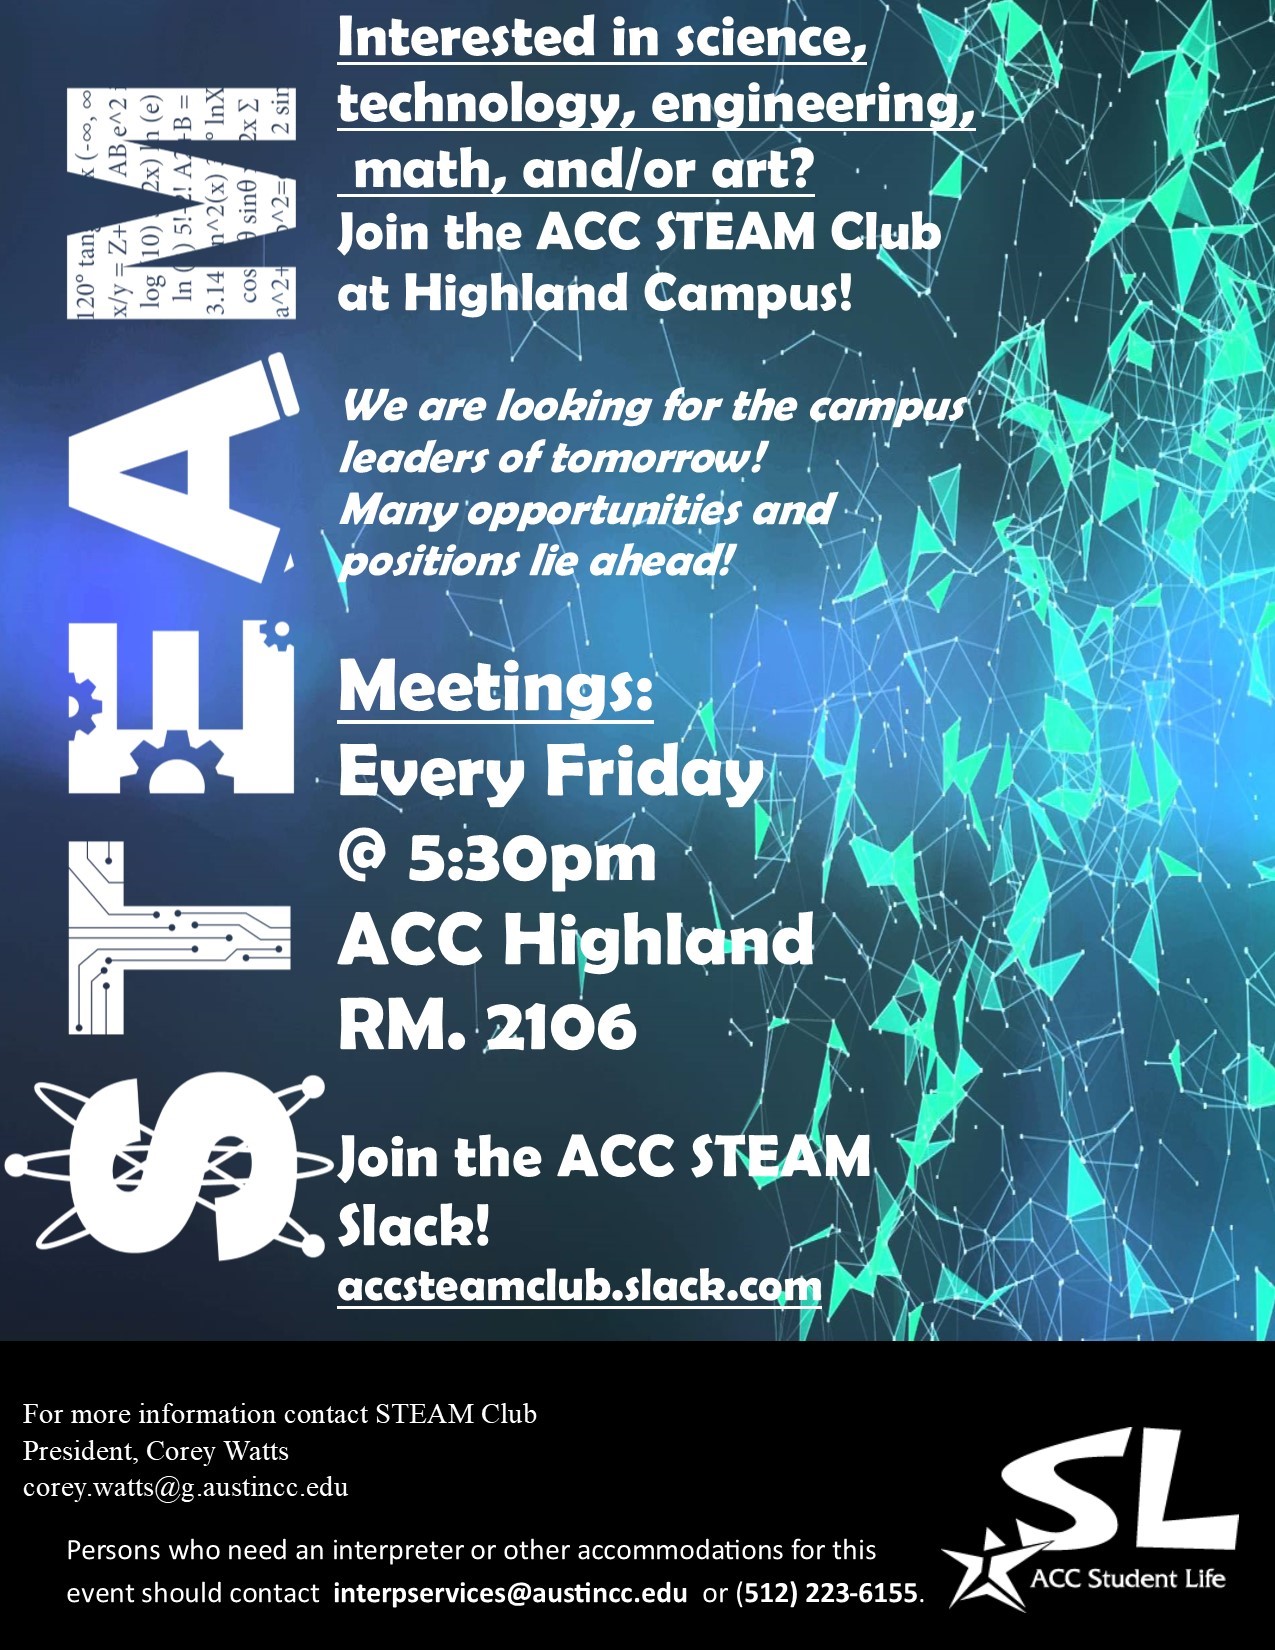 Interested in science,
technology, engineering,
math, and/or art?
Join the ACC STEAM Club
at Highland Campus!
We are looking for the campus
leaders of tomorrow!
Many opportunities and
positions lie ahead!
Meetings:
Every Friday
@ 5:30pm
ACC Highland
RM. 2106
Join the ACC STEAM
Slack!
accsteamclub.slack.com
STEAM
For more information contact STEAM Club
President, Corey Watts
corey.watts@g.austincc.edu
Persons who need an interpreter or other accommodations for this
event should contact interpservices@austincc.edu or (512) 223-6155.
SL
ACC Student Life